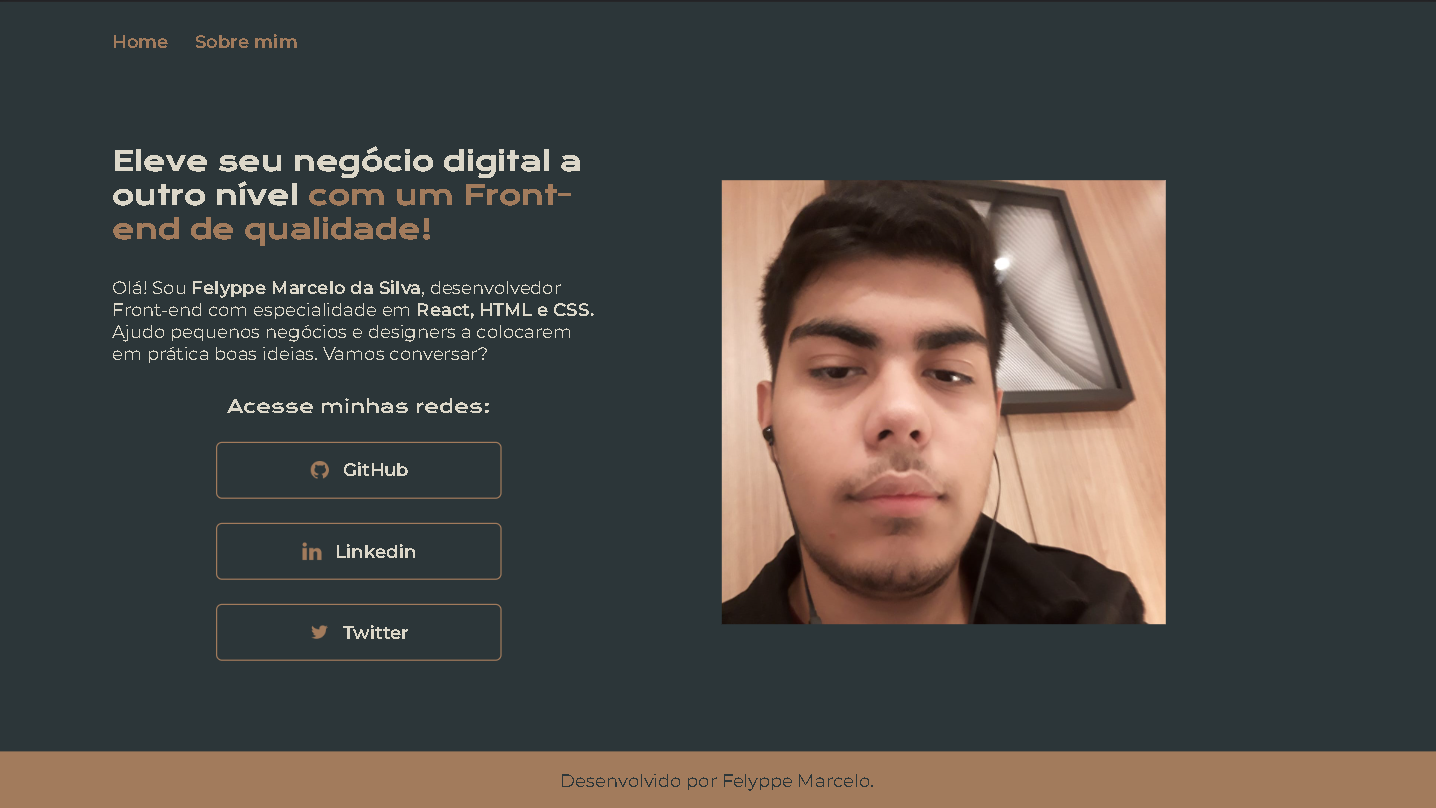 Home Sobre mim
Eleve seu negócio digital a
outro nível com um Front-
end de qualidade!
Olá! Sou Felyppe Marcelo da Silva, desenvolvedor
Front-end com especialidade em React, HTML e CSS.
Ajudo pequenos negócios e designers a colocarem
em prática boas ideias. Vamos conversar?
Acesse minhas redes:
GitHub
Linkedin
Twitter
Desenvolvido por Felyppe Marcelo.